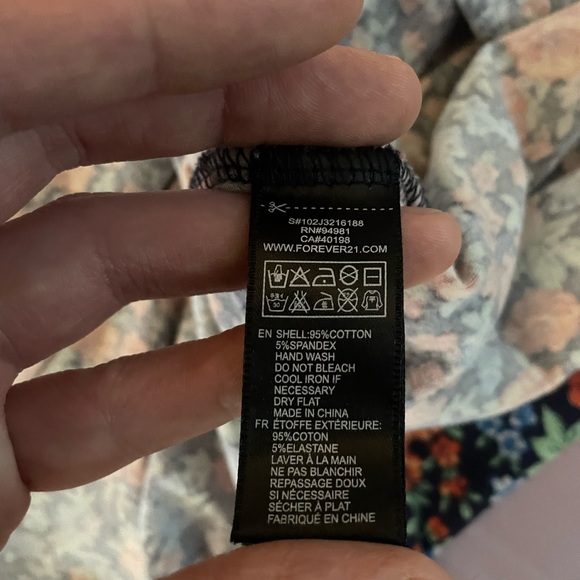 S#102J3216188
RN#94981
CA#40198
WWW.FOREVER21.COM
EN SHELL:95%COTTON
5%SPANDEX
HAND WASH
DO NOT BLEACH
COOL IRON IF
NECESSARY
DRY FLAT
MADE IN CHINA
FR ÉTOFFE EXTÉRIEURE:
95%COTON
5%ELASTANE
LAVER À LA MAIN
NE PAS BLANCHIR
REPASSAGE DOUX
SI NÉCESSAIRE
SÉCHER À PLAT
FABRIQUÉ EN CHINE